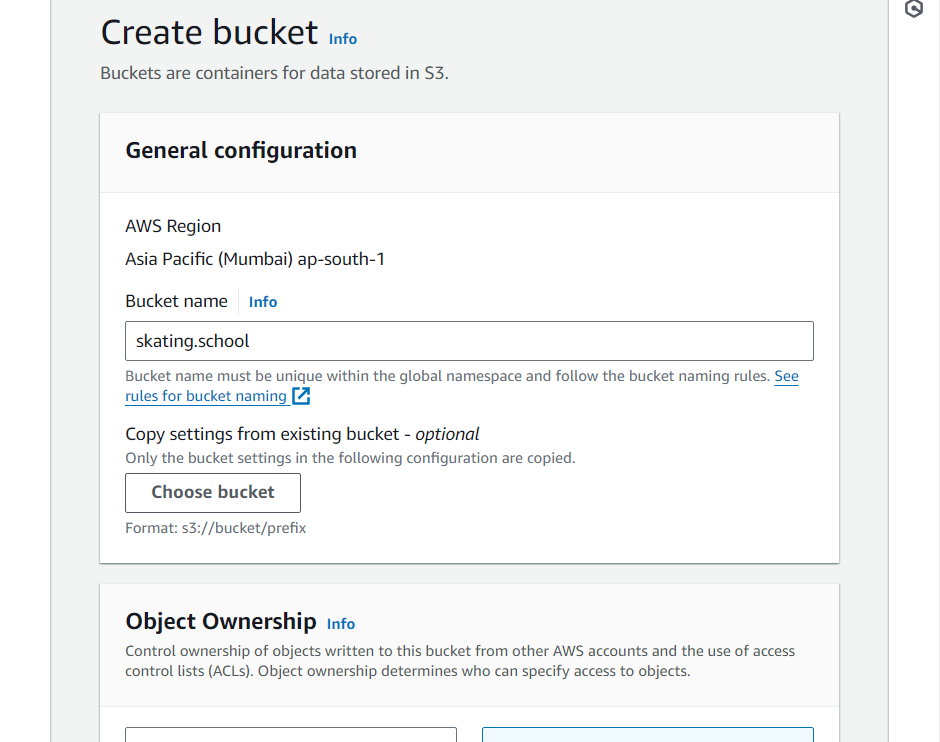 Create bucket Info
Buckets are containers for data stored in S3.
General configuration
AWS Region
Asia Pacific (Mumbai) ap-south-1
Bucket name Info
skating.school
Bucket name must be unique within the global namespace and follow the bucket naming rules. See
rules for bucket naming
Copy settings from existing bucket - optional
Only the bucket settings in the following configuration are copied.
Choose bucket
Format: s3://bucket/prefix
Object Ownership Info
Control ownership of objects written to this bucket from other AWS accounts and the use of access
control lists (ACLs). Object ownership determines who can specify access to objects.